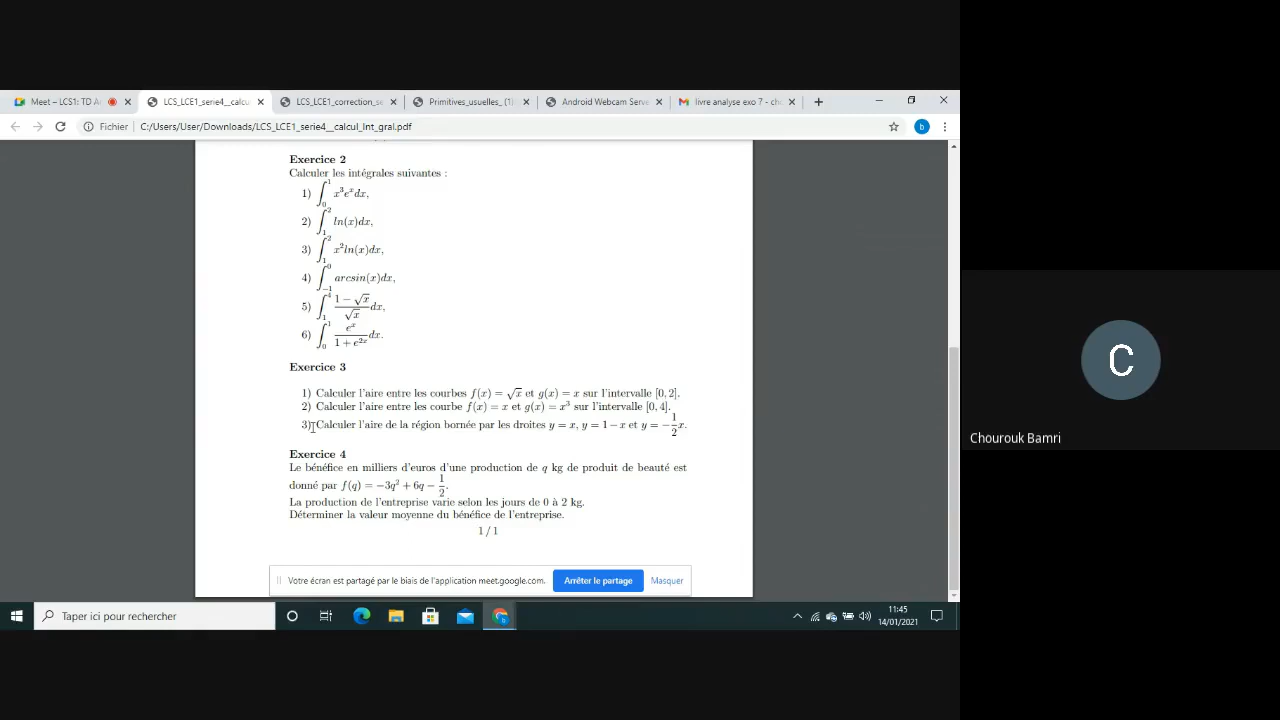 Meet – LCS1: TD A
LCS_LCE1_serie4__calcu
LCS_LCE1_correction_se
Primitives_usuelles_ (1)
Android Webcam Serve
livre analyse exo 7 - cho
Fichier C:/Users/User/Downloads/LCS_LCE1_serie4__calcul_Int_gral.pdf
b
Exercice 2
Calculer les intégrales suivantes :
1) ∫₀¹ x³eˣdx,
2) ∫₁² ln(x)dx,
3) ∫₁² x²ln(x)dx,
4) ∫₋₁⁰ arcsin(x)dx,
5) ∫₁⁴ (1 − √x)/√x dx,
6) ∫₀¹ eˣ/(1 + e²ˣ) dx.
Exercice 3
1) Calculer l'aire entre les courbes f(x) = √x et g(x) = x sur l'intervalle [0, 2].
2) Calculer l'aire entre les courbe f(x) = x et g(x) = x³ sur l'intervalle [0, 4].
3) Calculer l'aire de la région bornée par les droites y = x, y = 1 − x et y = −1/2 x.
Exercice 4
Le bénéfice en milliers d'euros d'une production de q kg de produit de beauté est
donné par f(q) = −3q² + 6q − 1/2.
La production de l'entreprise varie selon les jours de 0 à 2 kg.
Déterminer la valeur moyenne du bénéfice de l'entreprise.
1 / 1
Votre écran est partagé par le biais de l'application meet.google.com.
Arrêter le partage
Masquer
Taper ici pour rechercher
11:45
14/01/2021
C
Chourouk Bamri